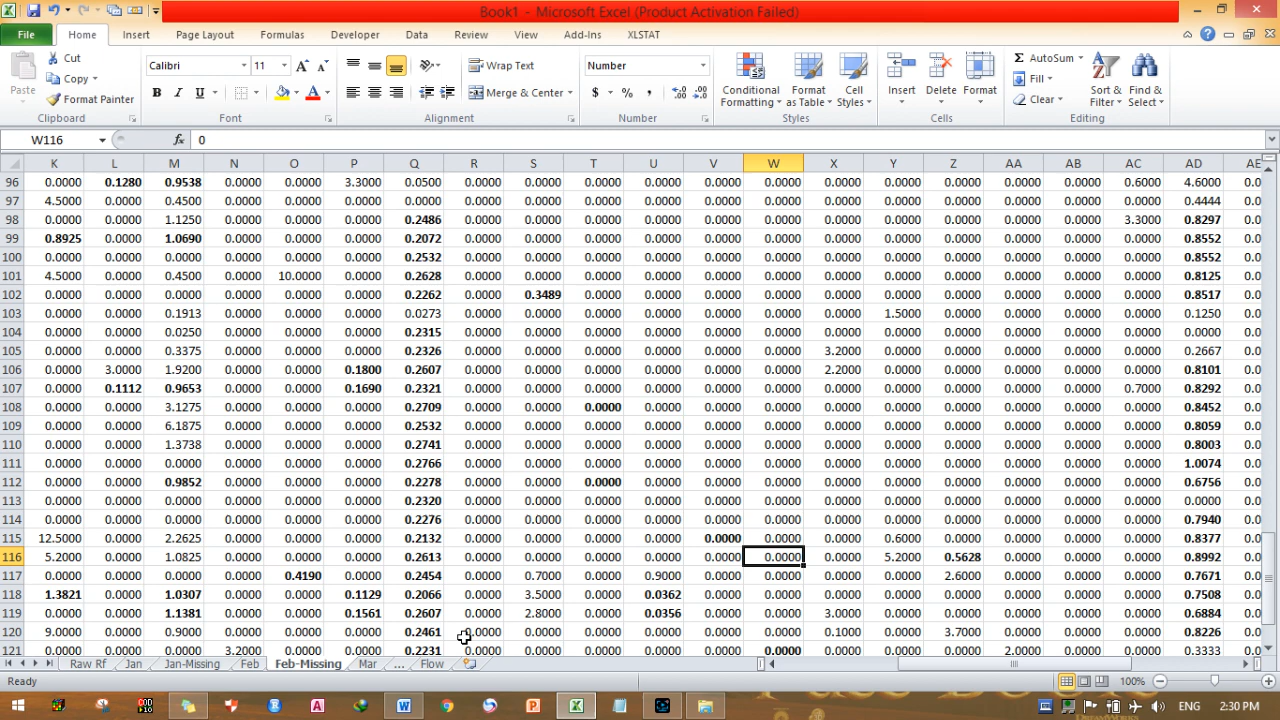 Book1 - Microsoft Excel (Product Activation Failed)
File Home Insert Page Layout Formulas Developer Data Review View Add-Ins XLSTAT
Cut Calibri 11 Wrap Text Number AutoSum
Copy Fill
Paste Format Painter Merge & Center $ % , Conditional Formatting Format as Table Cell Styles Insert Delete Format Clear Sort & Filter Find & Select
Clipboard Font Alignment Number Styles Cells Editing
W116 fx 0
K L M N O P Q R S T U V W X Y Z AA AB AC AD AE
96 0.0000 0.1280 0.9538 0.0000 0.0000 3.3000 0.0500 0.0000 0.0000 0.0000 0.0000 0.0000 0.0000 0.0000 0.0000 0.0000 0.0000 0.0000 0.6000 4.6000 0.0
97 4.5000 0.0000 0.4500 0.0000 0.0000 0.0000 0.0000 0.0000 0.0000 0.0000 0.0000 0.0000 0.0000 0.0000 0.0000 0.0000 0.0000 0.0000 0.0000 0.4444 0.0
98 0.0000 0.0000 1.1250 0.0000 0.0000 0.0000 0.2486 0.0000 0.0000 0.0000 0.0000 0.0000 0.0000 0.0000 0.0000 0.0000 0.0000 0.0000 3.3000 0.8297 0.0
99 0.8925 0.0000 1.0690 0.0000 0.0000 0.0000 0.2072 0.0000 0.0000 0.0000 0.0000 0.0000 0.0000 0.0000 0.0000 0.0000 0.0000 0.0000 0.0000 0.8552 0.0
100 0.0000 0.0000 0.0000 0.0000 0.0000 0.0000 0.2532 0.0000 0.0000 0.0000 0.0000 0.0000 0.0000 0.0000 0.0000 0.0000 0.0000 0.0000 0.0000 0.8552 0.0
101 4.5000 0.0000 0.4500 0.0000 10.0000 0.0000 0.2628 0.0000 0.0000 0.0000 0.0000 0.0000 0.0000 0.0000 0.0000 0.0000 0.0000 0.0000 0.0000 0.8125 0.0
102 0.0000 0.0000 0.0000 0.0000 0.0000 0.0000 0.2262 0.0000 0.3489 0.0000 0.0000 0.0000 0.0000 0.0000 0.0000 0.0000 0.0000 0.0000 0.0000 0.8517 0.0
103 0.0000 0.0000 0.1913 0.0000 0.0000 0.0000 0.0273 0.0000 0.0000 0.0000 0.0000 0.0000 0.0000 0.0000 1.5000 0.0000 0.0000 0.0000 0.0000 0.1250 0.0
104 0.0000 0.0000 0.0250 0.0000 0.0000 0.0000 0.2315 0.0000 0.0000 0.0000 0.0000 0.0000 0.0000 0.0000 0.0000 0.0000 0.0000 0.0000 0.0000 0.0000 0.0
105 0.0000 0.0000 0.3375 0.0000 0.0000 0.0000 0.2326 0.0000 0.0000 0.0000 0.0000 0.0000 0.0000 3.2000 0.0000 0.0000 0.0000 0.0000 0.0000 0.2667 0.0
106 0.0000 3.0000 1.9200 0.0000 0.0000 0.1800 0.2607 0.0000 0.0000 0.0000 0.0000 0.0000 0.0000 2.2000 0.0000 0.0000 0.0000 0.0000 0.0000 0.8101 0.0
107 0.0000 0.1112 0.9653 0.0000 0.0000 0.1690 0.2321 0.0000 0.0000 0.0000 0.0000 0.0000 0.0000 0.0000 0.0000 0.0000 0.0000 0.0000 0.7000 0.8292 0.0
108 0.0000 0.0000 3.1275 0.0000 0.0000 0.0000 0.2709 0.0000 0.0000 0.0000 0.0000 0.0000 0.0000 0.0000 0.0000 0.0000 0.0000 0.0000 0.0000 0.8452 0.0
109 0.0000 0.0000 6.1875 0.0000 0.0000 0.0000 0.2532 0.0000 0.0000 0.0000 0.0000 0.0000 0.0000 0.0000 0.0000 0.0000 0.0000 0.0000 0.0000 0.8059 0.0
110 0.0000 0.0000 1.3738 0.0000 0.0000 0.0000 0.2741 0.0000 0.0000 0.0000 0.0000 0.0000 0.0000 0.0000 0.0000 0.0000 0.0000 0.0000 0.0000 0.8003 0.0
111 0.0000 0.0000 0.0000 0.0000 0.0000 0.0000 0.2766 0.0000 0.0000 0.0000 0.0000 0.0000 0.0000 0.0000 0.0000 0.0000 0.0000 0.0000 0.0000 1.0074 0.0
112 0.0000 0.0000 0.9852 0.0000 0.0000 0.0000 0.2278 0.0000 0.0000 0.0000 0.0000 0.0000 0.0000 0.0000 0.0000 0.0000 0.0000 0.0000 0.0000 0.6756 0.0
113 0.0000 0.0000 0.0000 0.0000 0.0000 0.0000 0.2320 0.0000 0.0000 0.0000 0.0000 0.0000 0.0000 0.0000 0.0000 0.0000 0.0000 0.0000 0.0000 0.0000 0.0
114 0.0000 0.0000 0.0000 0.0000 0.0000 0.0000 0.2276 0.0000 0.0000 0.0000 0.0000 0.0000 0.0000 0.0000 0.0000 0.0000 0.0000 0.0000 0.0000 0.7940 0.0
115 12.5000 0.0000 2.2625 0.0000 0.0000 0.0000 0.2132 0.0000 0.0000 0.0000 0.0000 0.0000 0.0000 0.0000 0.6000 0.0000 0.0000 0.0000 0.0000 0.8377 0.0
116 5.2000 0.0000 1.0825 0.0000 0.0000 0.0000 0.2613 0.0000 0.0000 0.0000 0.0000 0.0000 0.0000 0.0000 5.2000 0.5628 0.0000 0.0000 0.0000 0.8992 0.0
117 0.0000 0.0000 0.0000 0.0000 0.4190 0.0000 0.2454 0.0000 0.7000 0.0000 0.9000 0.0000 0.0000 0.0000 0.0000 2.6000 0.0000 0.0000 0.0000 0.7671 0.0
118 1.3821 0.0000 1.0307 0.0000 0.0000 0.1129 0.2066 0.0000 3.5000 0.0000 0.0362 0.0000 0.0000 0.0000 0.0000 0.0000 0.0000 0.0000 0.0000 0.7508 0.0
119 0.0000 0.0000 1.1381 0.0000 0.0000 0.1561 0.2607 0.0000 2.8000 0.0000 0.0356 0.0000 0.0000 3.0000 0.0000 0.0000 0.0000 0.0000 0.0000 0.6884 0.0
120 9.0000 0.0000 0.9000 0.0000 0.0000 0.0000 0.2461 0.0000 0.0000 0.0000 0.0000 0.0000 0.0000 0.1000 0.0000 3.7000 0.0000 0.0000 0.0000 0.8226 0.0
121 0.0000 0.0000 0.0000 3.2000 0.0000 0.0000 0.2231 0.0000 0.0000 0.0000 0.0000 0.0000 0.0000 0.0000 0.0000 0.0000 2.0000 0.0000 0.0000 0.3333 0.0
Raw Rf Jan Jan-Missing Feb Feb-Missing Mar ... Flow
Ready 100%
2:30 PM